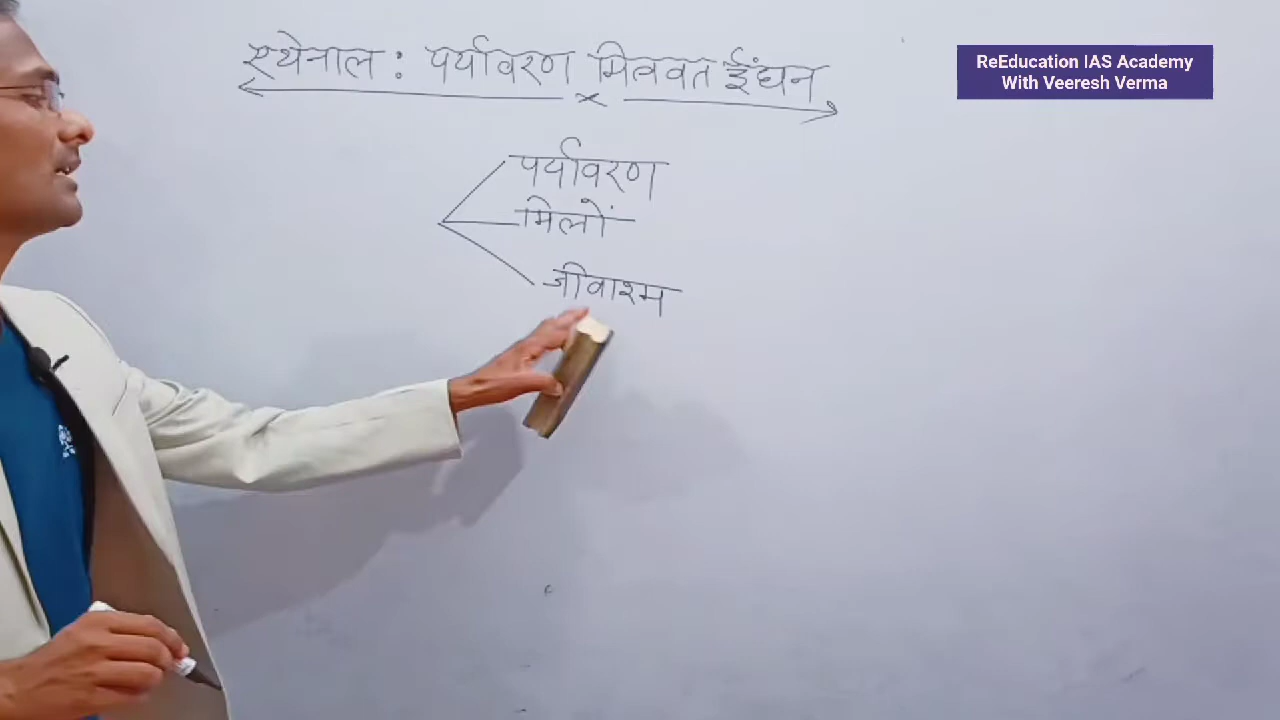 एथेनाल : पर्यावरण मित्रवत ईंधन
ReEducation IAS Academy
With Veeresh Verma
पर्यावरण
मिलों
जीवाश्म